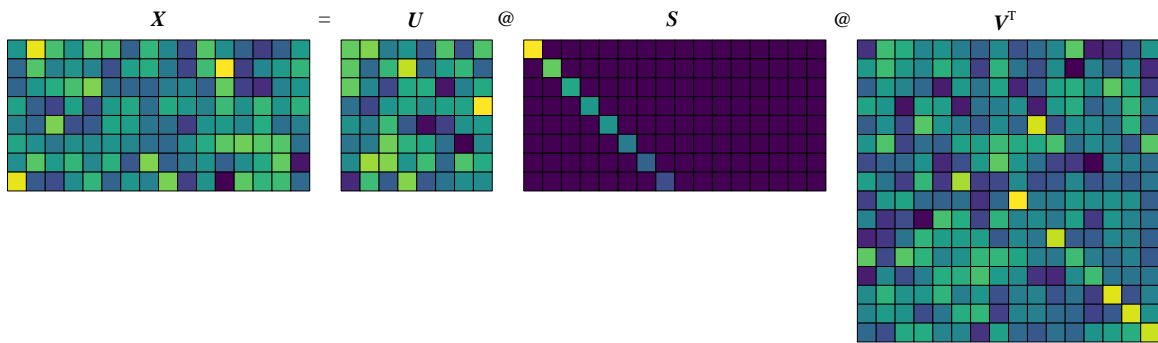 X = U @ S @ Vᵀ